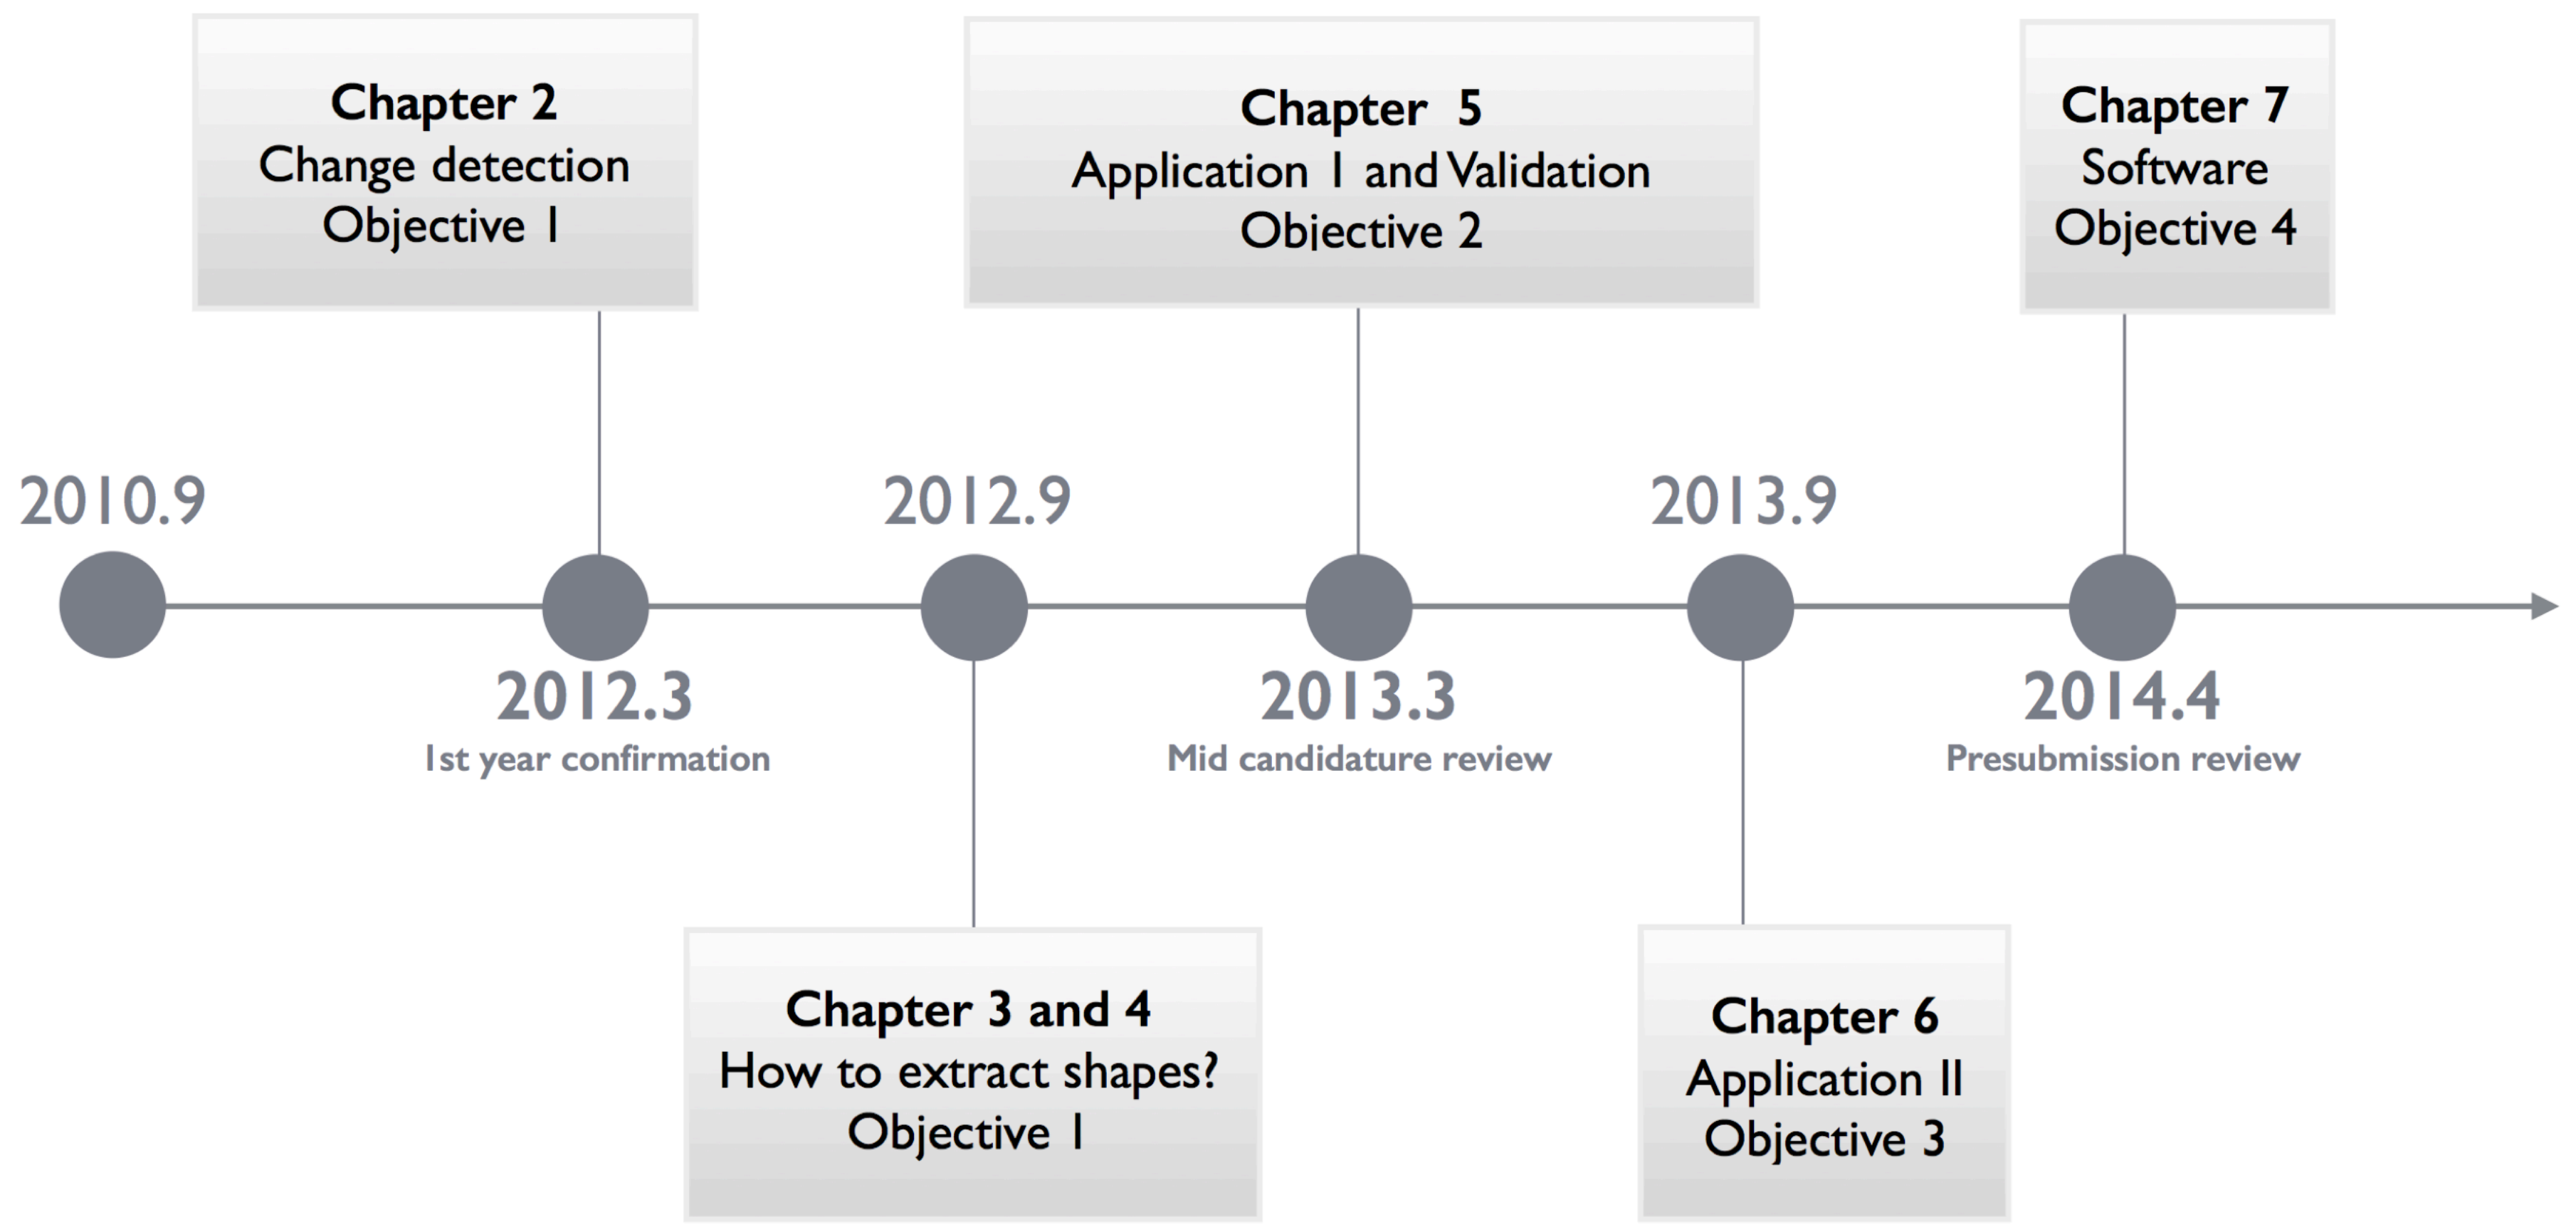 Chapter 2
Change detection
Objective 1
Chapter 5
Application 1 and Validation
Objective 2
Chapter 7
Software
Objective 4
2010.9
2012.9
2013.9
2012.3
1st year confirmation
2013.3
Mid candidature review
2014.4
Presubmission review
Chapter 3 and 4
How to extract shapes?
Objective 1
Chapter 6
Application II
Objective 3